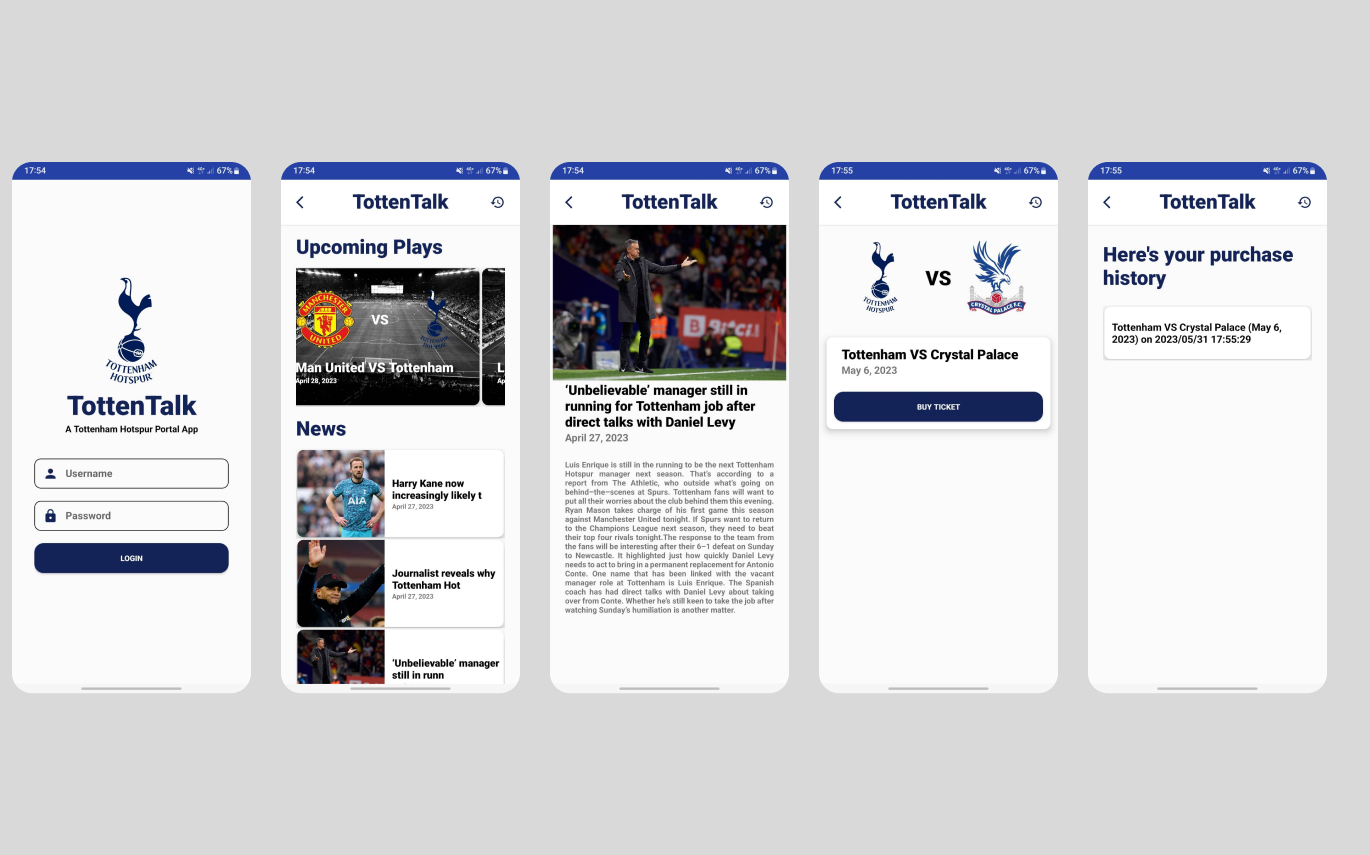 17:54
67%
TOTTENHAM
HOTSPUR
TottenTalk
A Tottenham Hotspur Portal App
Username
Password
LOGIN
17:54
67%
TottenTalk
Upcoming Plays
MANCHESTER
UNITED
VS
TOTTENHAM
HOTSPUR
Man United VS Tottenham
April 28, 2023
L
Ap
News
AIA
Harry Kane now
increasingly likely t
April 27, 2023
Journalist reveals why
Tottenham Hot
April 27, 2023
‘Unbelievable’ manager
still in runn
17:54
67%
TottenTalk
‘Unbelievable’ manager still in
running for Tottenham job after
direct talks with Daniel Levy
April 27, 2023
Luis Enrique is still in the running to be the next Tottenham
Hotspur manager next season. That's according to a
report from The Athletic, who outside what's going on
behind–the–scenes at Spurs. Tottenham fans will want to
put all their worries about the club behind them this evening.
Ryan Mason takes charge of his first game this season
against Manchester United tonight. If Spurs want to return
to the Champions League next season, they need to beat
their top four rivals tonight.The response to the team from
the fans will be interesting after their 6–1 defeat on Sunday
to Newcastle. It highlighted just how quickly Daniel Levy
needs to act to bring in a permanent replacement for Antonio
Conte. One name that has been linked with the vacant
manager role at Tottenham is Luis Enrique. The Spanish
coach has had direct talks with Daniel Levy about taking
over from Conte. Whether he's still keen to take the job after
watching Sunday's humiliation is another matter.
17:55
67%
TottenTalk
TOTTENHAM
HOTSPUR
VS
CRYSTAL PALACE F.C.
Tottenham VS Crystal Palace
May 6, 2023
BUY TICKET
17:55
67%
TottenTalk
Here's your purchase
history
Tottenham VS Crystal Palace (May 6,
2023) on 2023/05/31 17:55:29